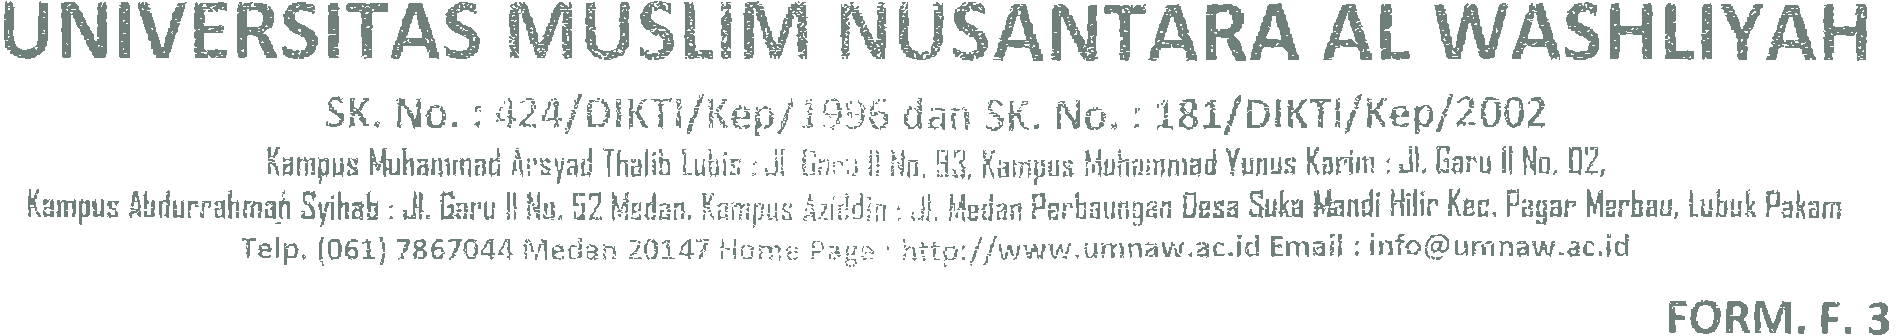 UNIVERSITAS MUSLIM NUSANTARA AL WASHLIYAH
SK. No. : 424/DIKTI/Kep/1996 dan SK. No. : 181/DIKTI/Kep/2002
Kampus Muhammad Arsyad Thalib Lubis : Jl Garu II No. 93, Kampus Muhammad Yunus Karim : Jl. Garu II No. 02,
Kampus Abdurrahman Syihab : Jl. Garu II No. 52 Medan, Kampus Aziddin : Jl. Medan Perbaungan Desa Suka Mandi Hilir Kec. Pagar Merbau, Lubuk Pakam
Telp. (061) 7867044 Medan 20147 Home Page : http://www.umnaw.ac.id Email : info@umnaw.ac.id
FORM. F. 3